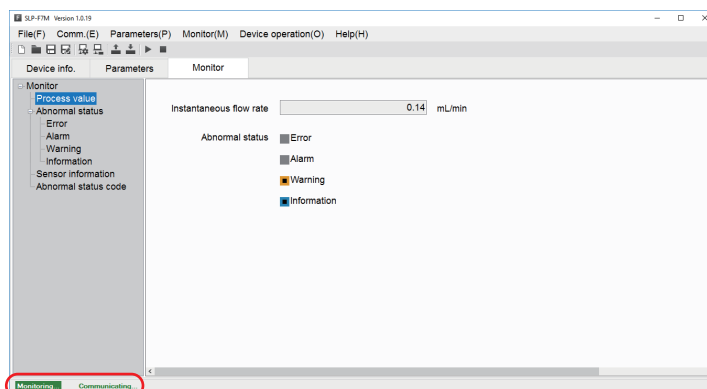 SLP-F7M Version 1.0.19
File(F) Comm.(E) Parameters(P) Monitor(M) Device operation(O) Help(H)
Device info. Parameters Monitor
Monitor
Process value
Abnormal status
Error
Alarm
Warning
Information
Sensor information
Abnormal status code
Instantaneous flow rate 0.14 mL/min
Abnormal status Error
Alarm
Warning
Information
Monitoring... Communicating...